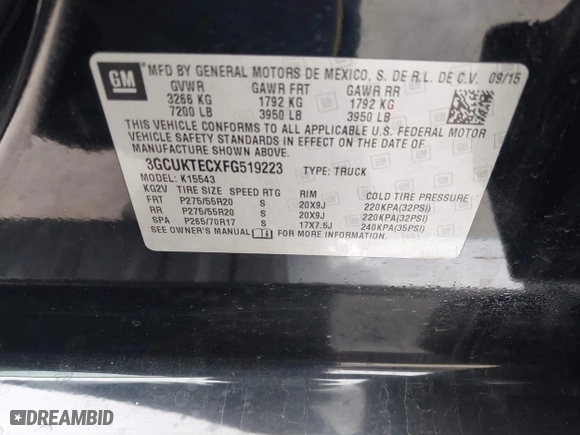 GM
MFD BY GENERAL MOTORS DE MEXICO, S. DE R.L. DE C.V. 09/15
GVWR GAWR FRT GAWR RR
3266 KG 1792 KG 1792 KG
7200 LB 3950 LB 3950 LB
THIS VEHICLE CONFORMS TO ALL APPLICABLE U.S. FEDERAL MOTOR
VEHICLE SAFETY STANDARDS IN EFFECT ON THE DATE OF
MANUFACTURE SHOWN ABOVE.
3GCUKTECXFG519223 TYPE: TRUCK
MODEL: K15543
KG2V TIRE SIZE SPEED RTG RIM COLD TIRE PRESSURE
FRT P275/55R20 S 20X9J 220KPA(32PSI)
RR P275/55R20 S 20X9J 220KPA(32PSI)
SPA P265/70R17 S 17X7.5J 240KPA(35PSI)
SEE OWNER'S MANUAL FOR MORE INFORMATION.
DREAMBID